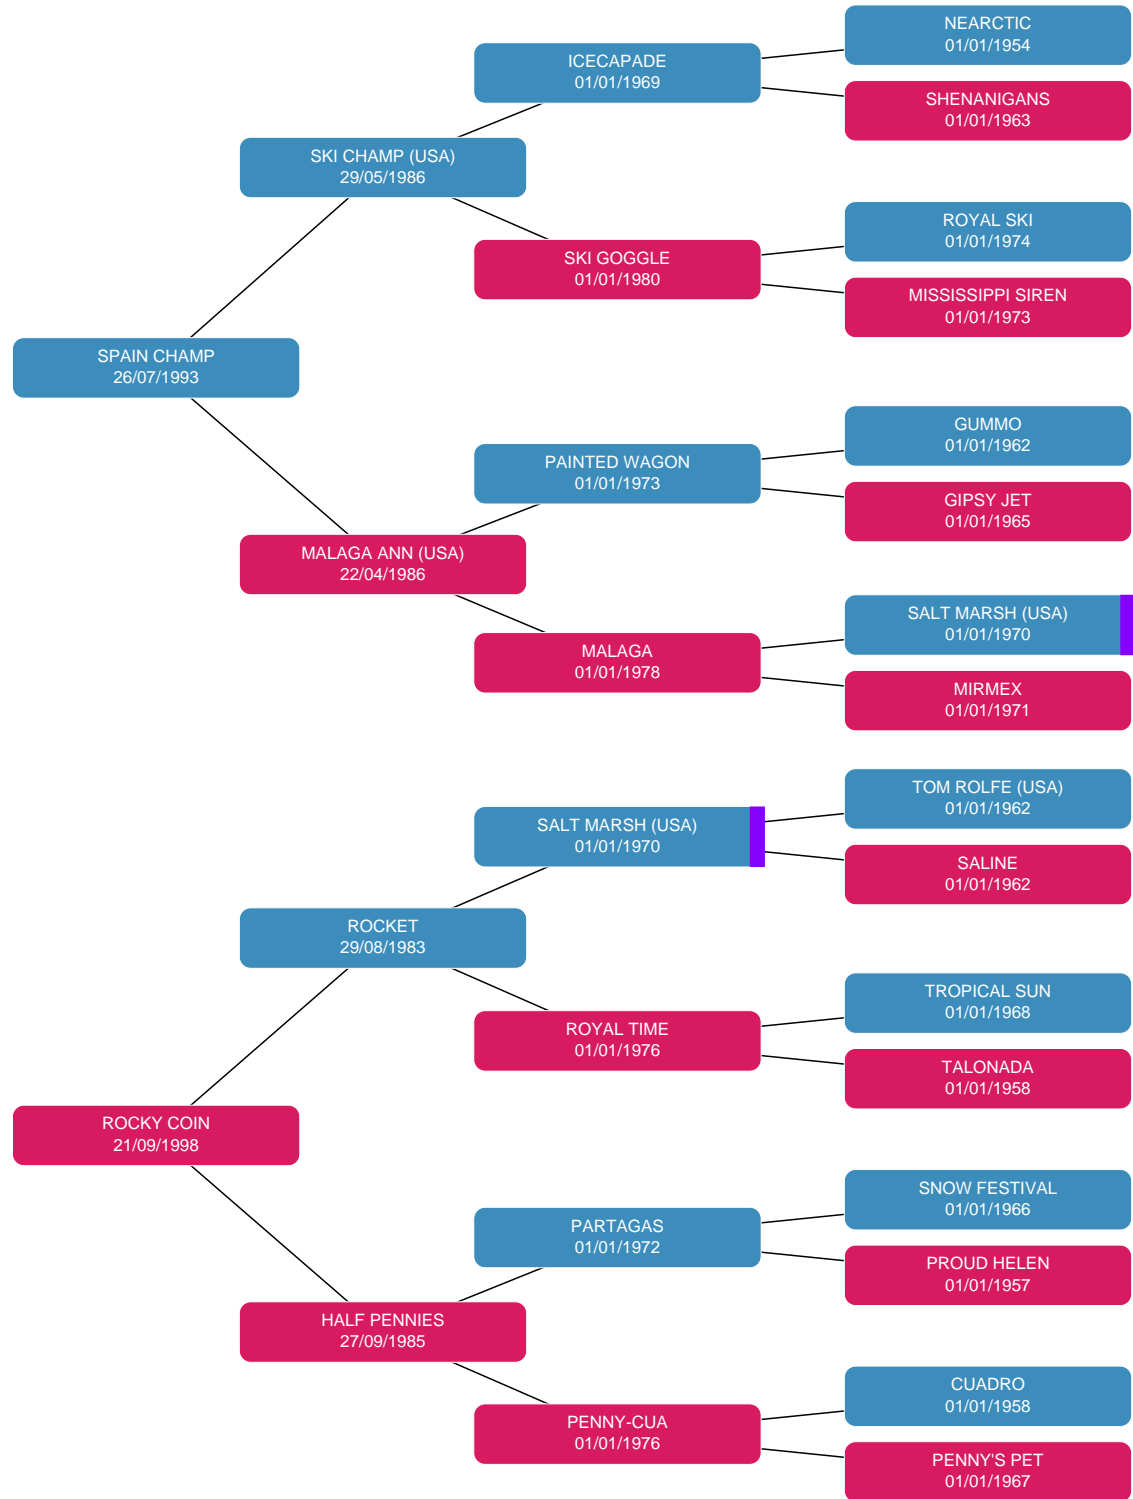 NEARCTIC
01/01/1954
ICECAPADE
01/01/1969
SHENANIGANS
01/01/1963
SKI CHAMP (USA)
29/05/1986
ROYAL SKI
01/01/1974
SKI GOGGLE
01/01/1980
MISSISSIPPI SIREN
01/01/1973
SPAIN CHAMP
26/07/1993
GUMMO
01/01/1962
PAINTED WAGON
01/01/1973
GIPSY JET
01/01/1965
MALAGA ANN (USA)
22/04/1986
SALT MARSH (USA)
01/01/1970
MALAGA
01/01/1978
MIRMEX
01/01/1971
TOM ROLFE (USA)
01/01/1962
SALT MARSH (USA)
01/01/1970
SALINE
01/01/1962
ROCKET
29/08/1983
TROPICAL SUN
01/01/1968
ROYAL TIME
01/01/1976
TALONADA
01/01/1958
ROCKY COIN
21/09/1998
SNOW FESTIVAL
01/01/1966
PARTAGAS
01/01/1972
PROUD HELEN
01/01/1957
HALF PENNIES
27/09/1985
CUADRO
01/01/1958
PENNY-CUA
01/01/1976
PENNY'S PET
01/01/1967